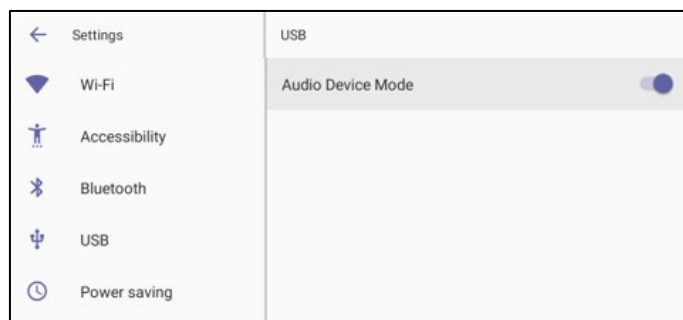 Settings
Wi-Fi
Accessibility
Bluetooth
USB
Power saving
USB
Audio Device Mode